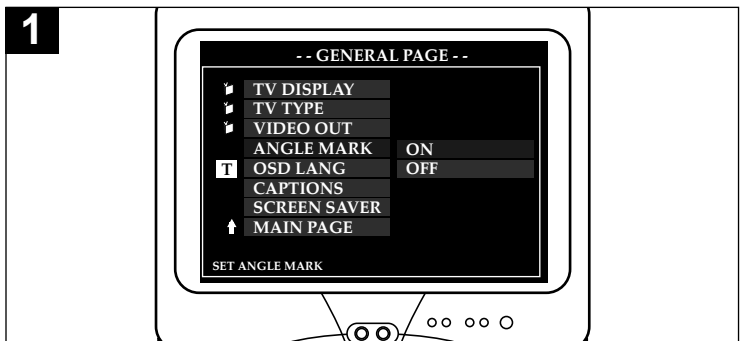 1
- - GENERAL PAGE - -
TV DISPLAY
TV TYPE
VIDEO OUT
ANGLE MARK ON
T OSD LANG OFF
CAPTIONS
SCREEN SAVER
MAIN PAGE
SET ANGLE MARK